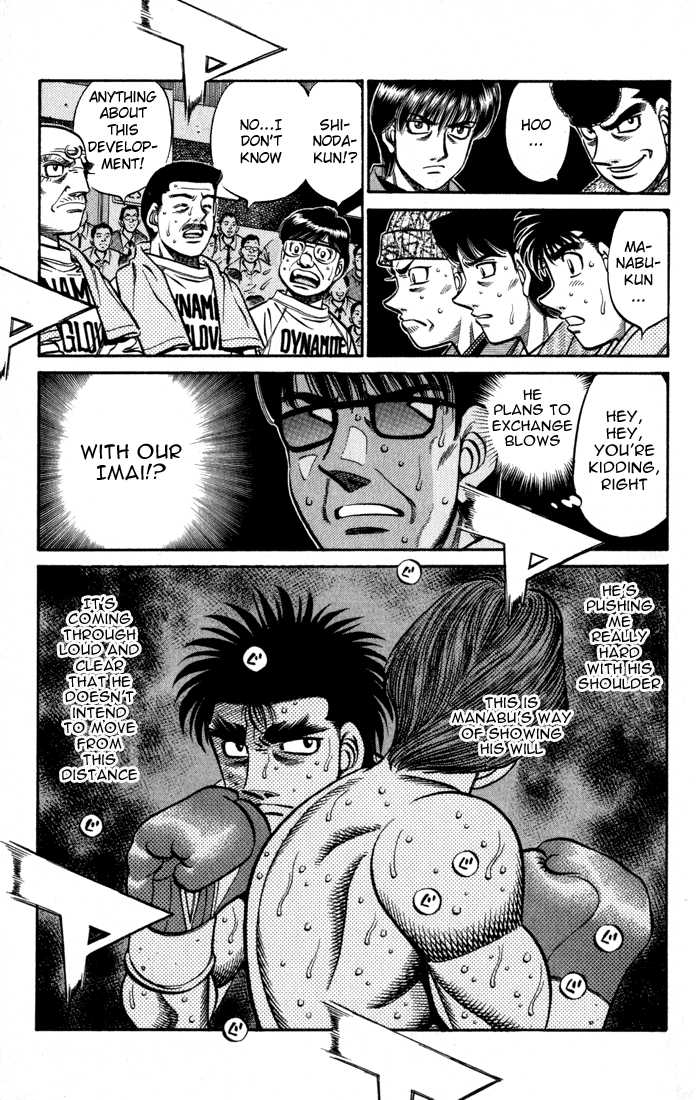 HOO
...
SHI-
NODA-
KUN!?
NO...I
DON'T
KNOW
ANYTHING
ABOUT
THIS
DEVELOP-
MENT!
NAM
GLOV
DYNAMI
GLOVE
DYNAMITE
MA-
NABU-
KUN
...
HEY,
HEY,
YOU'RE
KIDDING,
RIGHT
HE
PLANS TO
EXCHANGE
BLOWS
WITH OUR
IMAI!?
HE'S
PUSHING
ME
REALLY
HARD
WITH HIS
SHOULDER
THIS IS
MANABU'S WAY
OF SHOWING
HIS WILL
IT'S
COMING
THROUGH
LOUD AND
CLEAR
THAT HE
DOESN'T
INTEND
TO MOVE
FROM
THIS
DISTANCE